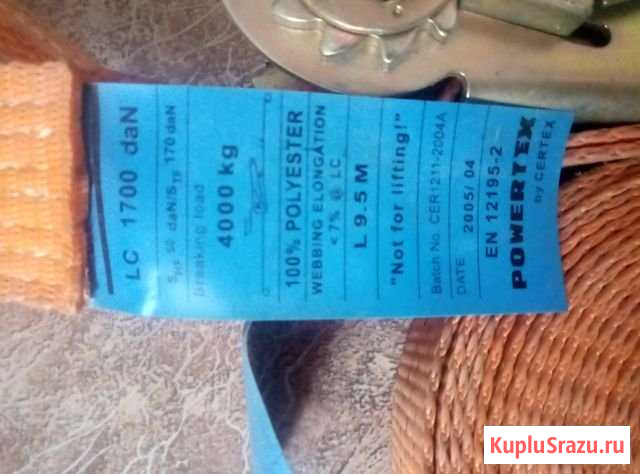 LC 1700 daN
SHF 50 daN/STF 170 daN
Breaking load
4000 kg
100% POLYESTER
WEBBING ELONGATION
<7% @ LC
L 9.5 M
"Not for lifting!"
Batch No. CER1211-2004A
DATE 2005/ 04
EN 12195-2
POWERTEX
by CERTEX
KupluSrazu.ru